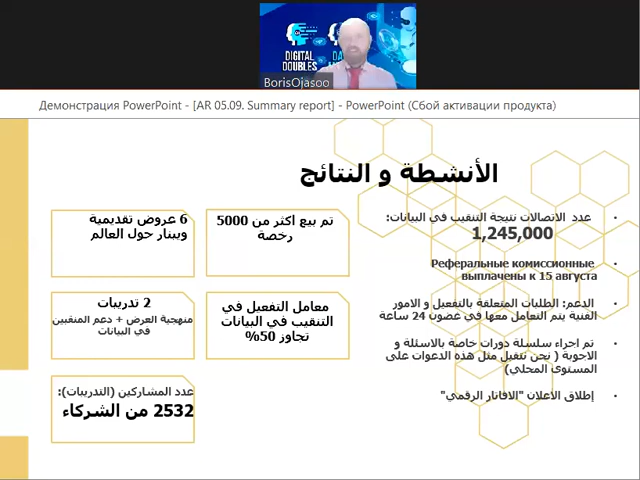 DIGITAL
DOUBLES
BorisOjasoo
Демонстрация PowerPoint - [AR 05.09. Summary report] - PowerPoint (Сбой активации продукта)
الأنشطة و النتائج
عدد الاتصالات نتيجة التنقيب في البيانات:
1,245,000
Реферальные комиссионные
выплачены к 15 августа
الدعم: الطلبات المتعلقة بالتفعيل و الامور
الفنية يتم التعامل معها في غضون 24 ساعة
تم اجراء سلسلة دورات خاصة بالاسئلة و
الاجوبة ( نحن نتقبل مثل هذه الدعوات على
المستوى المحلي)
إطلاق الأعلان "الافاتار الرقمي"
تم بيع اكثر من 5000
رخصة
6 عروض تقديمية
ويبنار حول العالم
معامل التفعيل في
التنقيب في البيانات
تجاوز 50%
2 تدريبات
منهجية العرض + دعم المنقبين
في البيانات
عدد المشاركين (التدريبات):
2532 من الشركاء